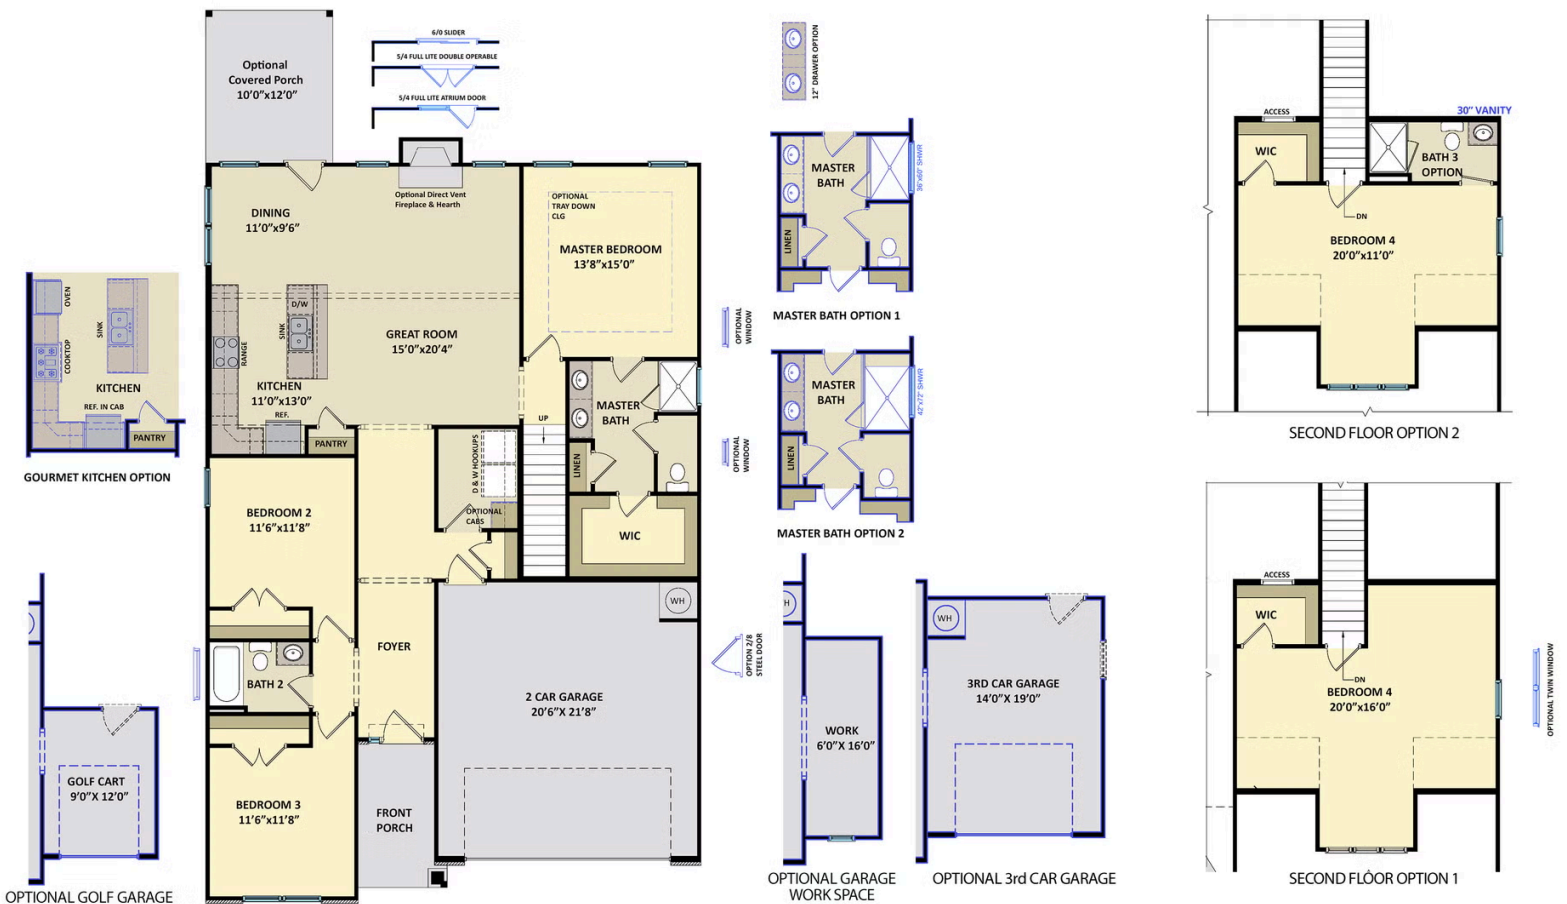 Optional
Covered Porch
10'0"x12'0"
6/0 SLIDER
5/4 FULL LITE DOUBLE OPERABLE
5/4 FULL LITE ATRIUM DOOR
Optional Direct Vent
Fireplace & Hearth
DINING
11'0"x9'6"
OPTIONAL
TRAY DOWN
CLG
MASTER BEDROOM
13'8"x15'0"
D/W
SINK
RANGE
GREAT ROOM
15'0"x20'4"
KITCHEN
11'0"x13'0"
REF.
PANTRY
UP
MASTER
BATH
LINEN
D & W HOOKUPS
OPTIONAL
CABS
WIC
BEDROOM 2
11'6"x11'8"
BATH 2
FOYER
WH
2 CAR GARAGE
20'6"X 21'8"
BEDROOM 3
11'6"x11'8"
FRONT
PORCH
OVEN
COOKTOP
SINK
KITCHEN
REF. IN CAB
PANTRY
GOURMET KITCHEN OPTION
GOLF CART
9'0"X 12'0"
OPTIONAL GOLF GARAGE
12" DRAWER OPTION
MASTER
BATH
36"x60" SHWR
LINEN
MASTER BATH OPTION 1
OPTIONAL
WINDOW
MASTER
BATH
42"x72" SHWR
LINEN
MASTER BATH OPTION 2
OPTIONAL
WINDOW
OPTION 2/8
STEEL DOOR
H
WORK
6'0"X 16'0"
OPTIONAL GARAGE
WORK SPACE
WH
3RD CAR GARAGE
14'0"X 19'0"
OPTIONAL 3rd CAR GARAGE
ACCESS
30" VANITY
WIC
BATH 3
OPTION
DN
BEDROOM 4
20'0"x11'0"
SECOND FLOOR OPTION 2
ACCESS
WIC
DN
BEDROOM 4
20'0"x16'0"
OPTIONAL TWIN WINDOW
SECOND FLOOR OPTION 1